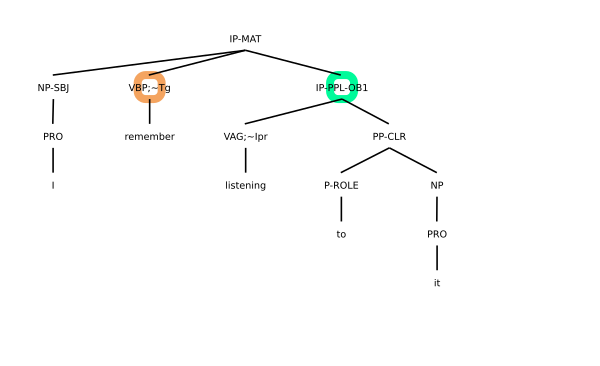 IP-MAT
NP-SBJ VBP;~Tg IP-PPL-OB1
PRO remember VAG;~Ipr PP-CLR
I listening P-ROLE NP
to PRO
it